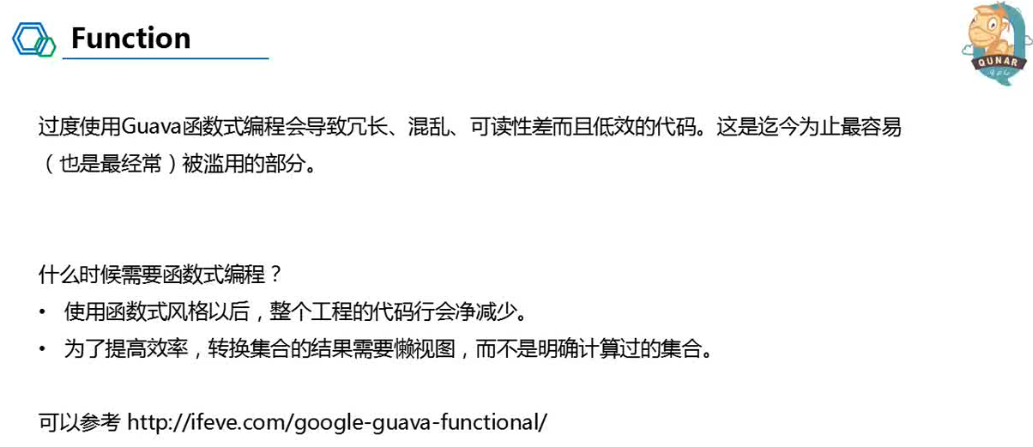 Function
QUNAR
过度使用Guava函数式编程会导致冗长、混乱、可读性差而且低效的代码。这是迄今为止最容易
（也是最经常）被滥用的部分。
什么时候需要函数式编程？
• 使用函数式风格以后，整个工程的代码行会净减少。
• 为了提高效率，转换集合的结果需要懒视图，而不是明确计算过的集合。
可以参考 http://ifeve.com/google-guava-functional/